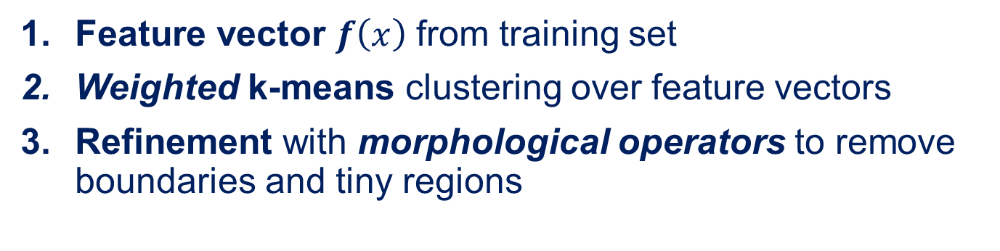 1. Feature vector f(x) from training set
2. Weighted k-means clustering over feature vectors
3. Refinement with morphological operators to remove
boundaries and tiny regions